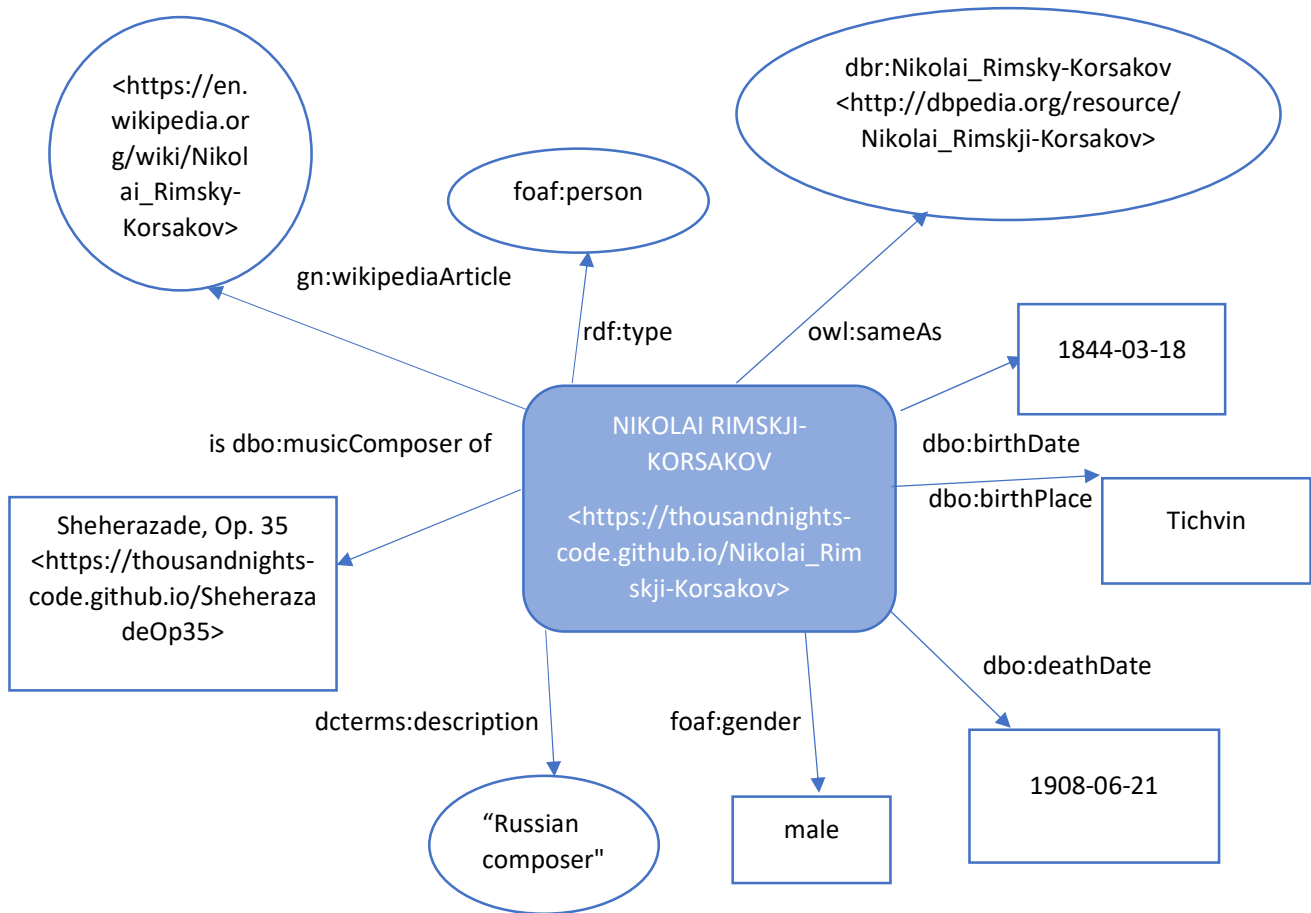 <https://en.
wikipedia.or
g/wiki/Nikol
ai_Rimsky-
Korsakov>
dbr:Nikolai_Rimsky-Korsakov
<http://dbpedia.org/resource/
Nikolai_Rimskji-Korsakov>
foaf:person
gn:wikipediaArticle
rdf:type
owl:sameAs
1844-03-18
NIKOLAI RIMSKJI-
KORSAKOV
<https://thousandnights-
code.github.io/Nikolai_Rim
skji-Korsakov>
is dbo:musicComposer of
dbo:birthDate
dbo:birthPlace
Tichvin
Sheherazade, Op. 35
<https://thousandnights-
code.github.io/Sheheraza
deOp35>
dbo:deathDate
dcterms:description
foaf:gender
1908-06-21
“Russian
composer"
male